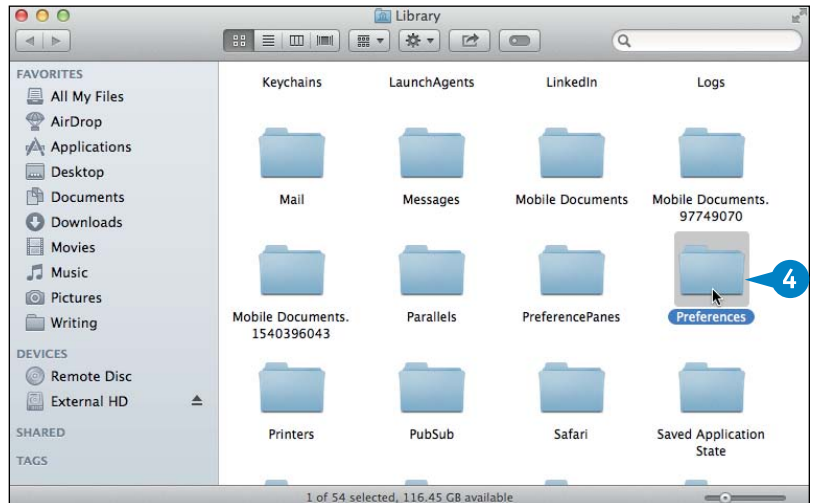 Library
FAVORITES
All My Files
AirDrop
Applications
Desktop
Documents
Downloads
Movies
Music
Pictures
Writing
DEVICES
Remote Disc
External HD
SHARED
TAGS
Keychains LaunchAgents LinkedIn Logs
Mail Messages Mobile Documents Mobile Documents.
97749070
4
Mobile Documents. Parallels PreferencePanes Preferences
1540396043
Printers PubSub Safari Saved Application
State
1 of 54 selected, 116.45 GB available